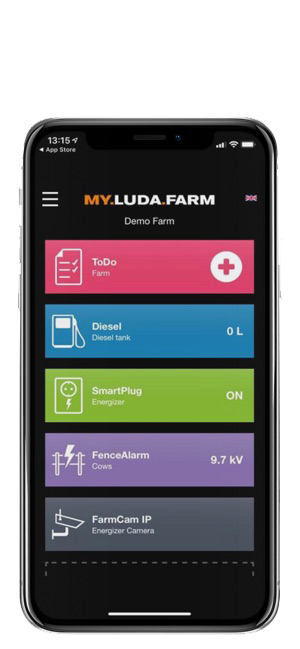 13:15
◀ App Store
MY.LUDA.FARM
Demo Farm
ToDo
Farm
Diesel
Diesel tank
0 L
SmartPlug
Energizer
ON
FenceAlarm
Cows
9.7 kV
FarmCam IP
Energizer Camera